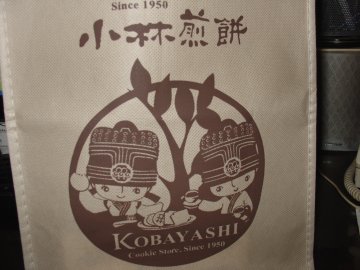 Since 1950
小林煎餅
KOBAYASHI
Cookie Store. Since 1950